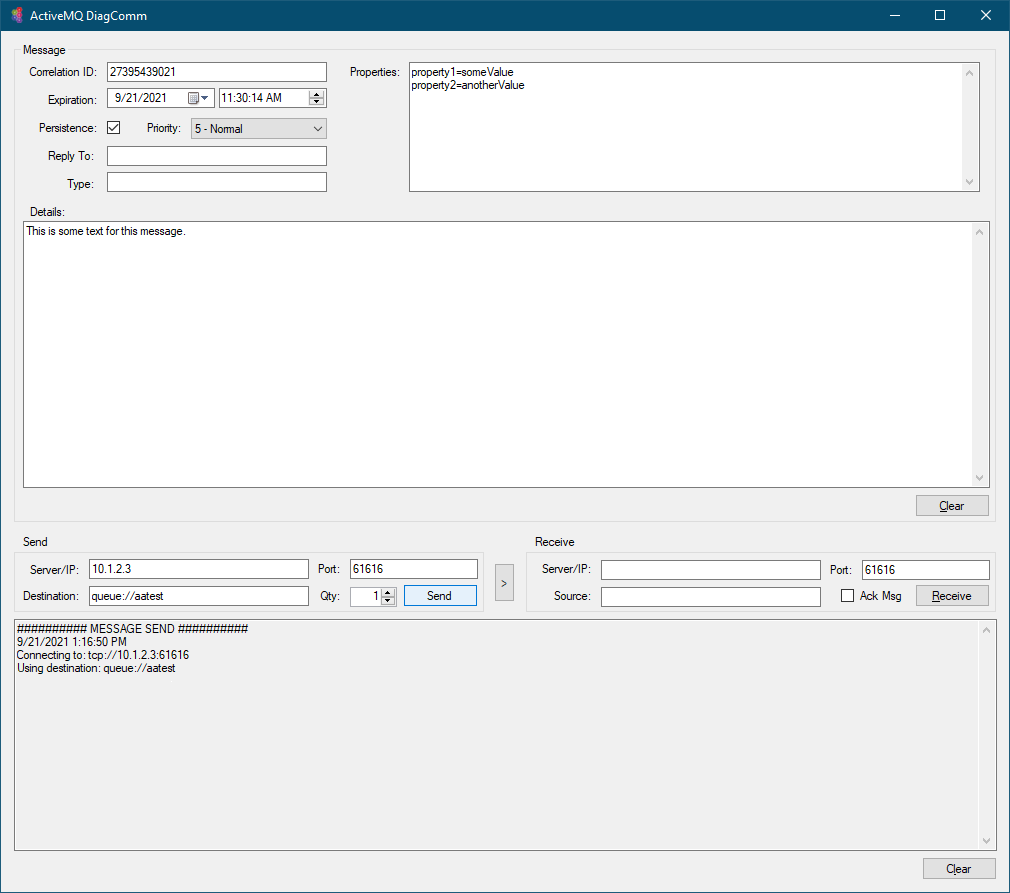 ActiveMQ DiagComm
Message
Correlation ID: 27395439021
Properties: property1=someValue
property2=anotherValue
Expiration: 9/21/2021 11:30:14 AM
Persistence: Priority: 5 - Normal
Reply To:
Type:
Details:
This is some text for this message.
Clear
Send
Server/IP: 10.1.2.3 Port: 61616
Destination: queue://aatest Qty: 1 Send
>
Receive
Server/IP: Port: 61616
Source: Ack Msg Receive
########## MESSAGE SEND ##########
9/21/2021 1:16:50 PM
Connecting to: tcp://10.1.2.3:61616
Using destination: queue://aatest
Clear